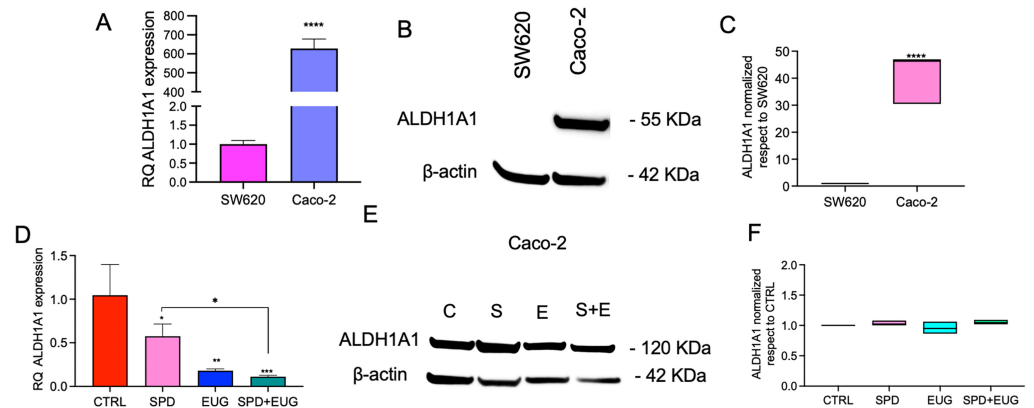 A
RQ ALDH1A1 expression
800
700
600
500
400
2.0
1.5
1.0
0.5
0.0
****
SW620
Caco-2
B
SW620
Caco-2
ALDH1A1
- 55 KDa
β-actin
- 42 KDa
C
ALDH1A1 normalized
respect to SW620
50
40
30
20
10
0
****
SW620
Caco-2
D
RQ ALDH1A1 expression
1.5
1.0
0.5
0.0
*
**
***
*
CTRL
SPD
EUG
SPD+EUG
E
Caco-2
C S E S+E
ALDH1A1
- 120 KDa
β-actin
- 42 KDa
F
ALDH1A1 normalized
respect to CTRL
2.0
1.5
1.0
0.5
0.0
CTRL
SPD
EUG
SPD+EUG